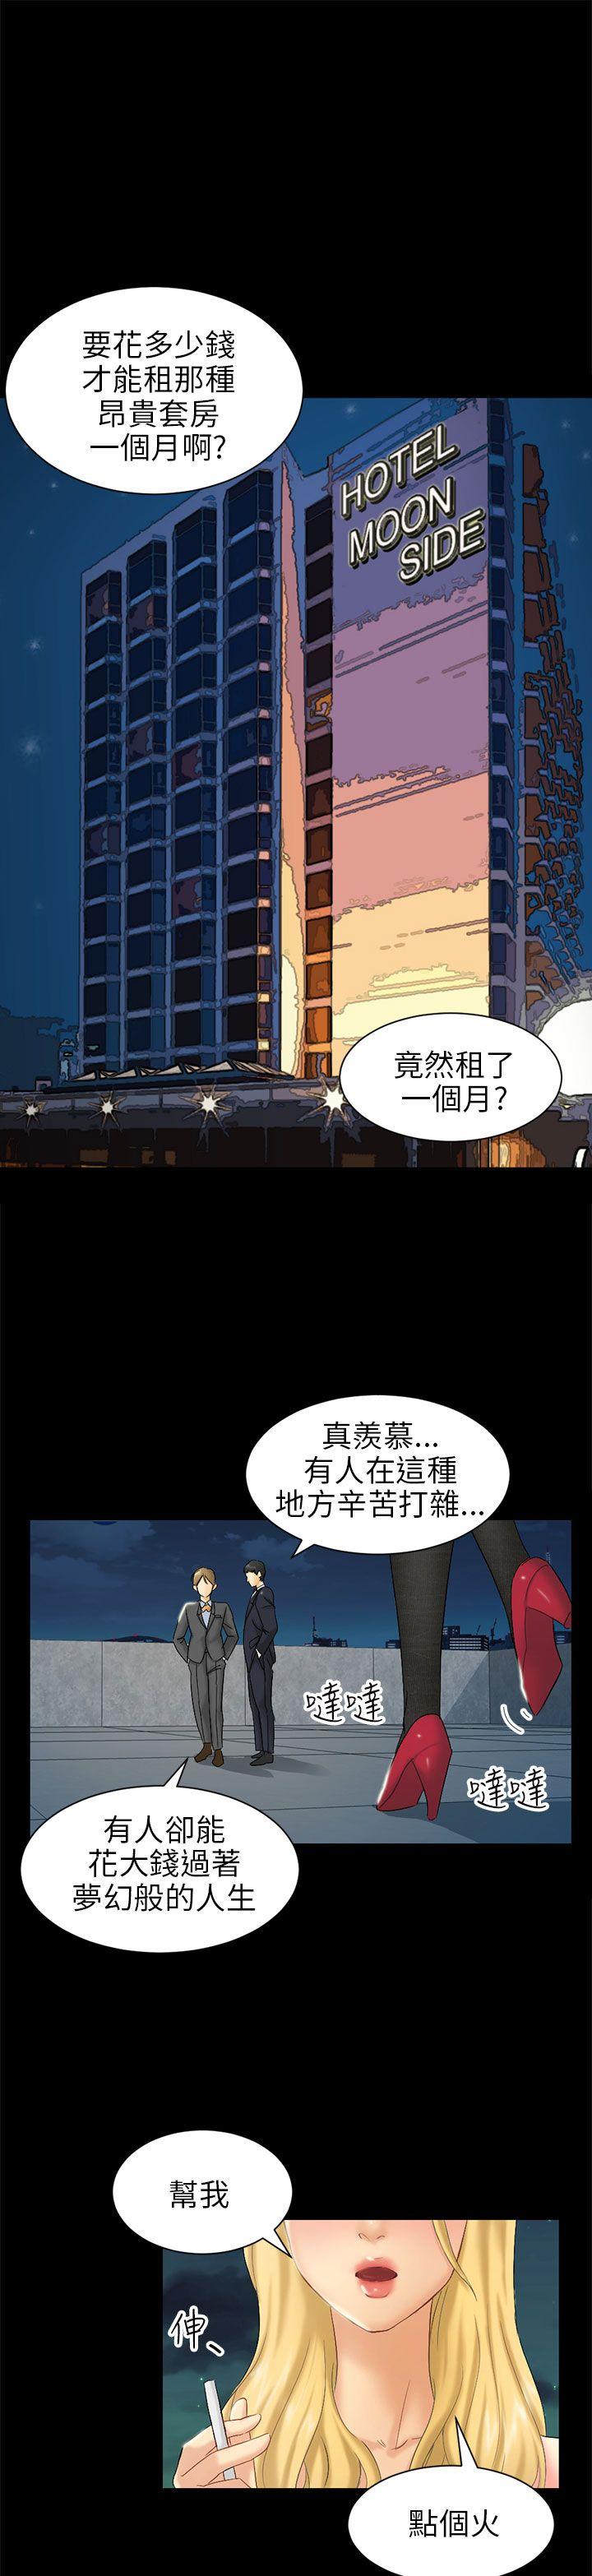 要花多少錢
才能租那種
昂貴套房
一個月啊?
HOTEL
MOON
SIDE
竟然租了
一個月?
真羨慕...
有人在這種
地方辛苦打雜...
噠噠
噠噠
有人卻能
花大錢過著
夢幻般的人生
幫我
伸、
點個火